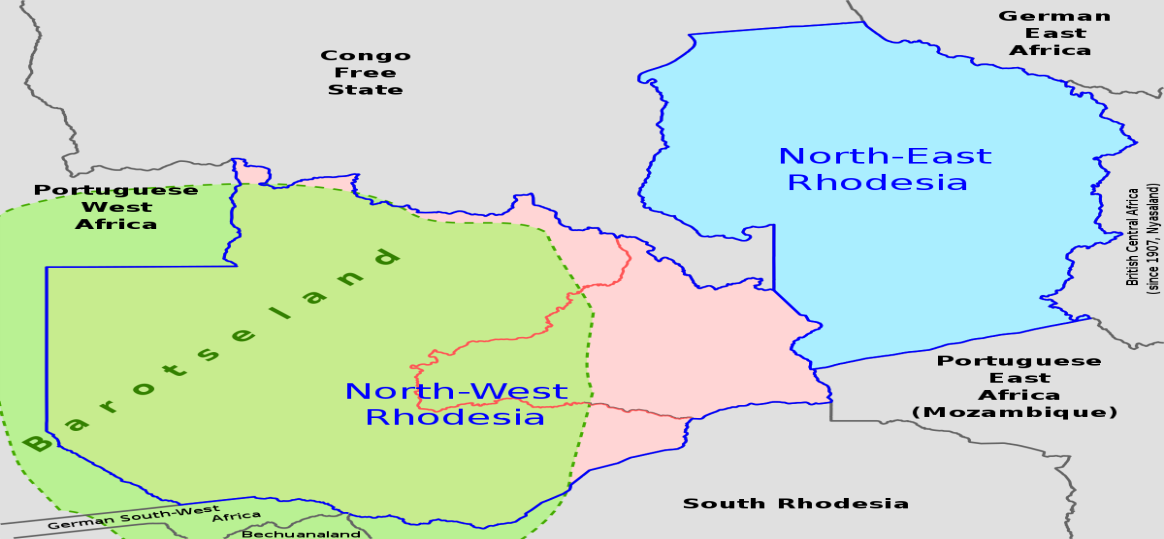 German
East
Africa
Congo
Free
State
North-East
Rhodesia
Portuguese
West
Africa
British Central Africa
(since 1907, Nyasaland)
Barotseland
North-West
Rhodesia
Portuguese
East
Africa
(Mozambique)
South Rhodesia
German South-West Africa
Bechuanaland